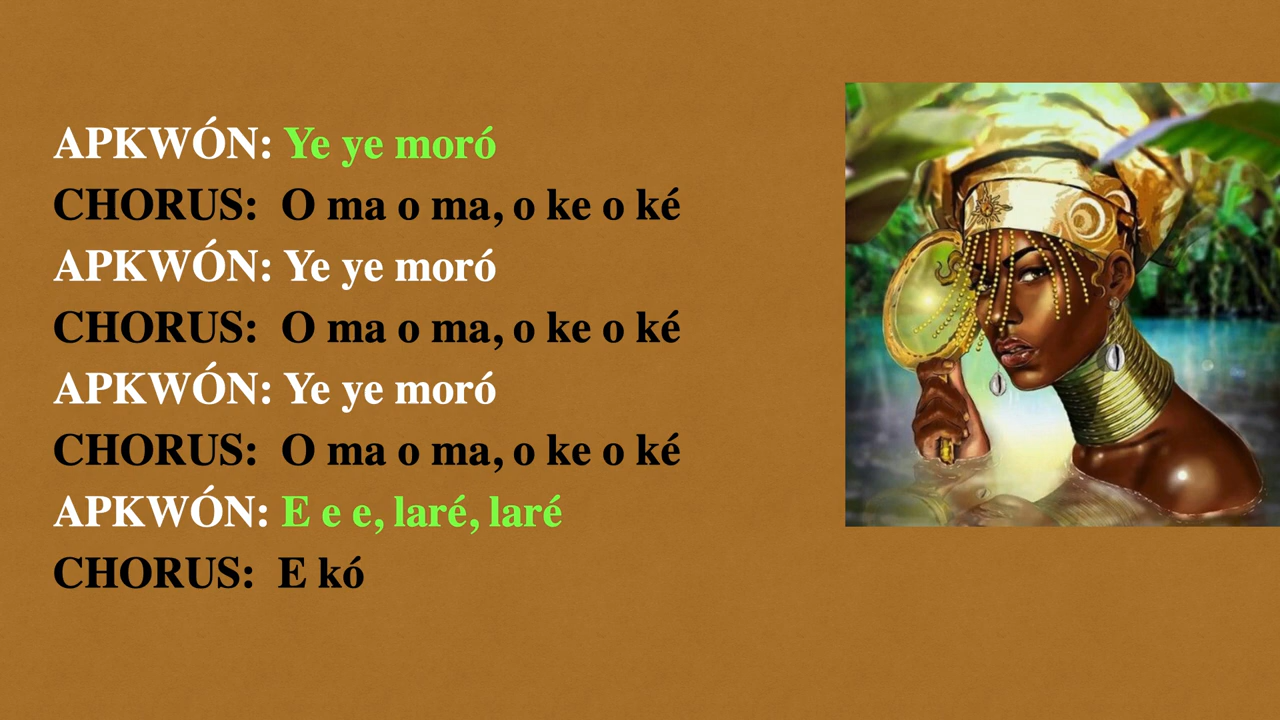 APKWÓN: Ye ye moró
CHORUS: O ma o ma, o ke o ké
APKWÓN: Ye ye moró
CHORUS: O ma o ma, o ke o ké
APKWÓN: Ye ye moró
CHORUS: O ma o ma, o ke o ké
APKWÓN: E e e, laré, laré
CHORUS: E kó